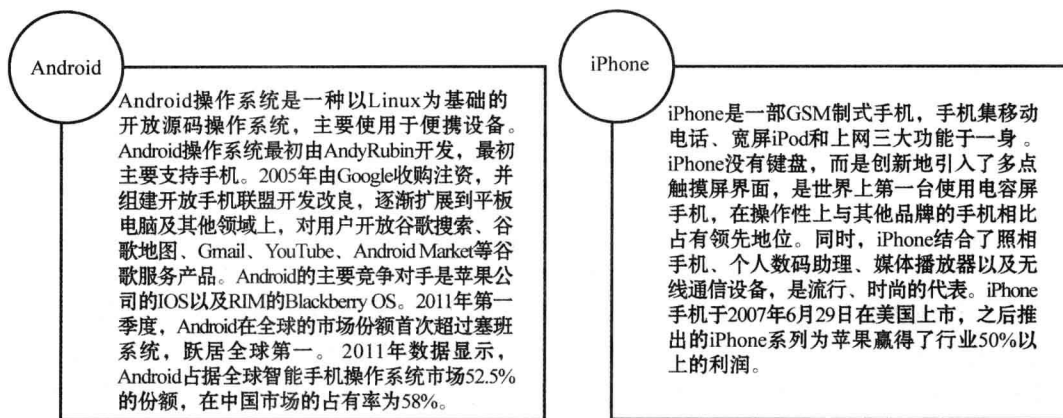 Android
Android操作系统是一种以Linux为基础的
开放源码操作系统，主要使用于便携设备。
Android操作系统最初由AndyRubin开发，最初
主要支持手机。2005年由Google收购注资，并
组建开放手机联盟开发改良，逐渐扩展到平板
电脑及其他领域上，对用户开放谷歌搜索、谷
歌地图、Gmail、YouTube、Android Market等谷
歌服务产品。Android的主要竞争对手是苹果公
司的IOS以及RIM的Blackberry OS。2011年第一
季度，Android在全球的市场份额首次超过塞班
系统，跃居全球第一。 2011年数据显示，
Android占据全球智能手机操作系统市场52.5%
的份额，在中国市场的占有率为58%。
iPhone
iPhone是一部GSM制式手机，手机集移动
电话、宽屏iPod和上网三大功能于一身 。
iPhone没有键盘，而是创新地引入了多点
触摸屏界面，是世界上第一台使用电容屏
手机，在操作性上与其他品牌的手机相比
占有领先地位。同时，iPhone结合了照相
手机、个人数码助理、媒体播放器以及无
线通信设备，是流行、时尚的代表。iPhone
手机于2007年6月29日在美国上市，之后推
出的iPhone系列为苹果赢得了行业50%以
上的利润。